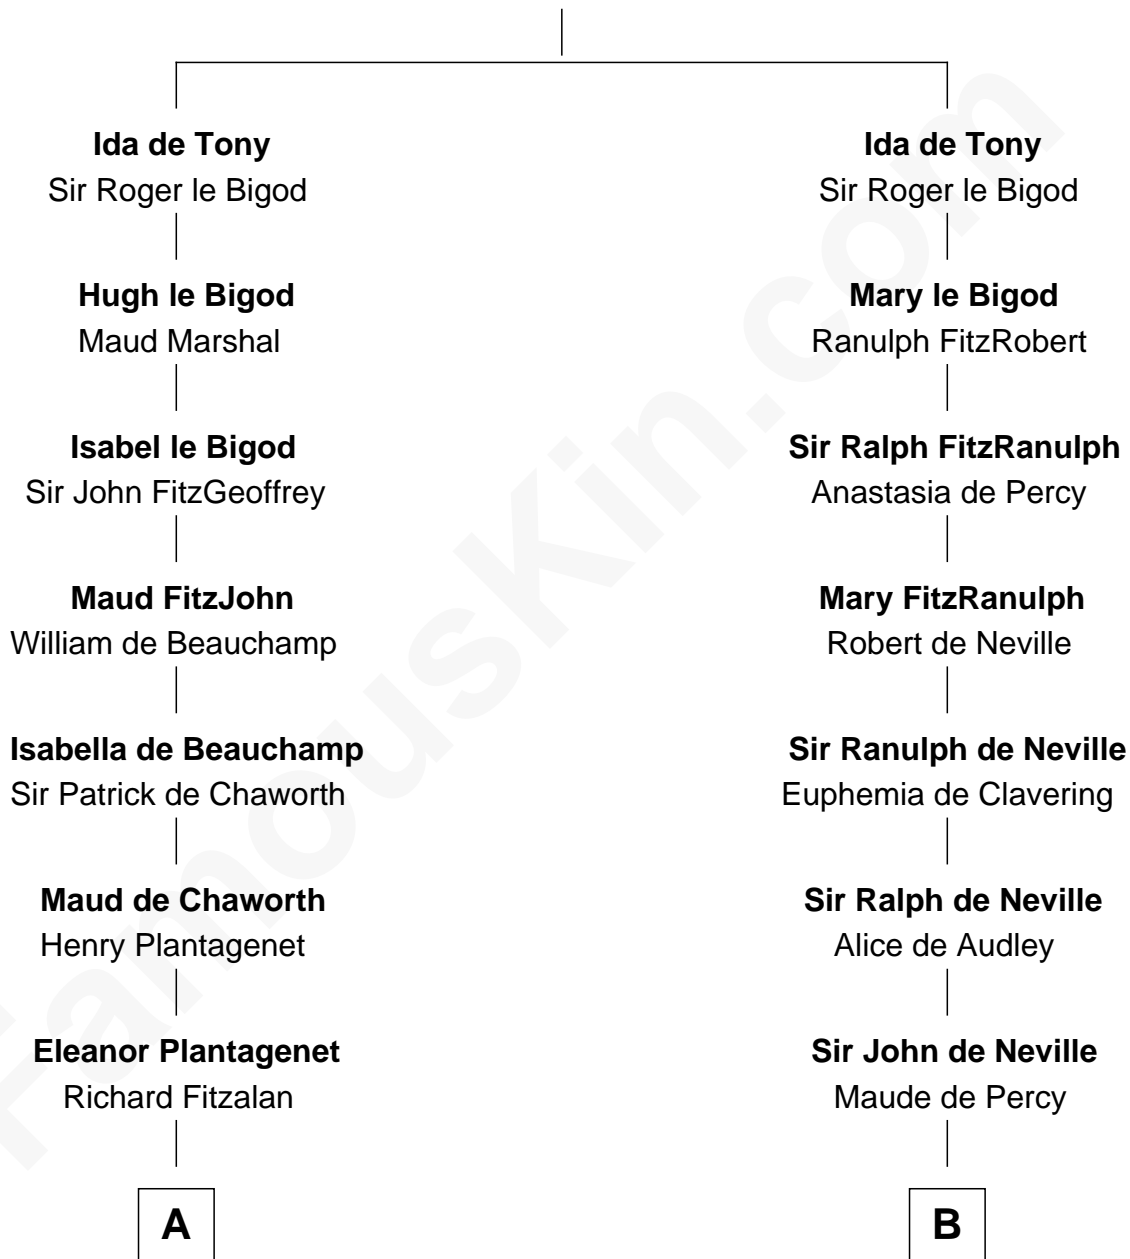 Ida de Tony
Sir Roger le Bigod
Hugh le Bigod
Maud Marshal
Isabel le Bigod
Sir John FitzGeoffrey
Maud FitzJohn
William de Beauchamp
Isabella de Beauchamp
Sir Patrick de Chaworth
Maud de Chaworth
Henry Plantagenet
Eleanor Plantagenet
Richard Fitzalan
A
Ida de Tony
Sir Roger le Bigod
Mary le Bigod
Ranulph FitzRobert
Sir Ralph FitzRanulph
Anastasia de Percy
Mary FitzRanulph
Robert de Neville
Sir Ranulph de Neville
Euphemia de Clavering
Sir Ralph de Neville
Alice de Audley
Sir John de Neville
Maude de Percy
B
FamousKin.com